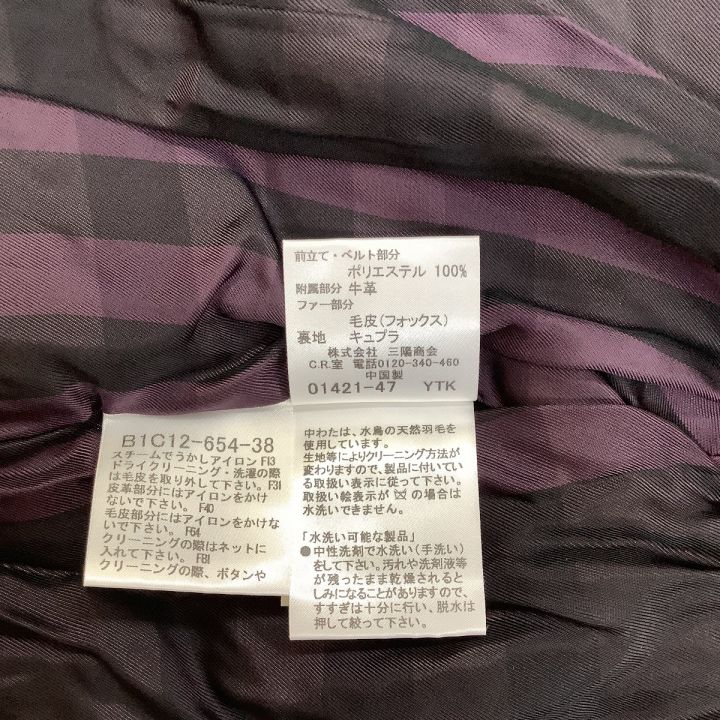 前立て・ベルト部分
ポリエステル 100%
附属部分 牛革
ファー部分
毛皮(フォックス)
裏地 キュプラ
株式会社 三陽商会
C.R.室 電話0120-340-460
中国製
01421-47 YTK
B1C12-654-38
スチームでうかしアイロン F13
ドライクリーニング・洗濯の際
は毛皮を取り外して下さい。F31
皮革部分にはアイロンをかけ
ないで下さい。F40
毛皮部分にはアイロンをかけな
いで下さい。F64
クリーニングの際はネットに
入れて下さい。F81
クリーニングの際、ボタンや
中わたは、水鳥の天然羽毛を
使用しています。
生地等によりクリーニング方法が
変わりますので、製品に付いてい
る取扱い表示に従って下さい。
取扱い絵表示が の場合は
水洗いできません。
「水洗い可能な製品」
●中性洗剤で水洗い(手洗い)
をして下さい。汚れや洗剤液等
が残ったまま乾燥されると
しみになることがありますので、
すすぎは十分に行い、脱水は
押して絞って下さい。